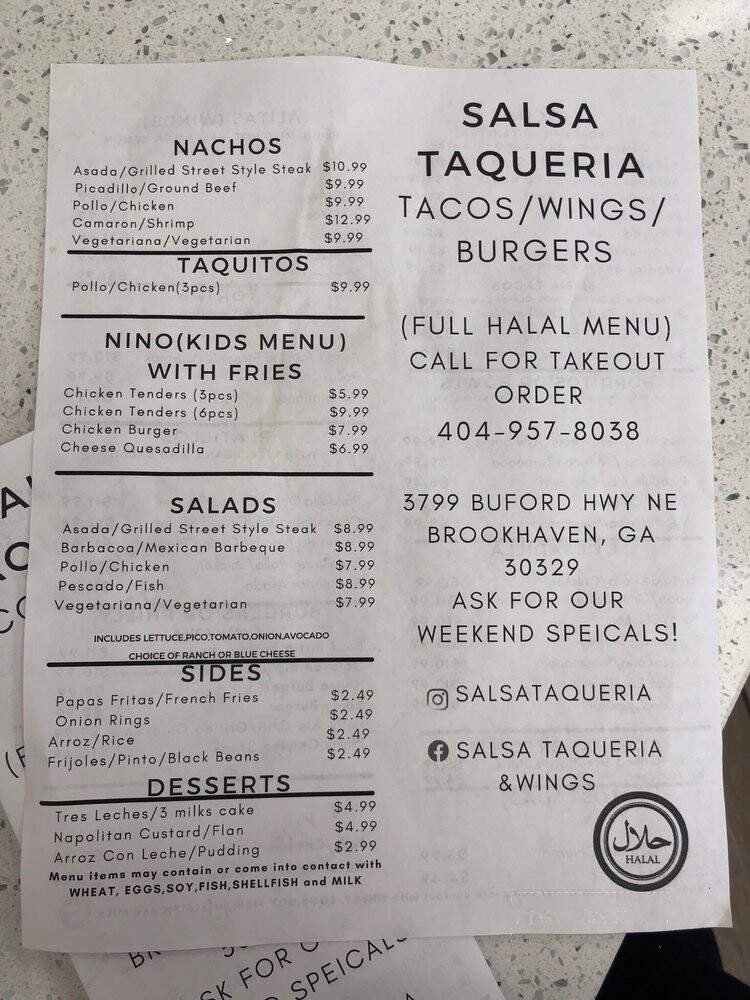 NACHOS
Asada/Grilled Street Style Steak $10.99
Picadillo/Ground Beef $9.99
Pollo/Chicken $9.99
Camaron/Shrimp $12.99
Vegetariana/Vegetarian $9.99
TAQUITOS
Pollo/Chicken(3pcs) $9.99
NINO(KIDS MENU)
WITH FRIES
Chicken Tenders (3pcs) $5.99
Chicken Tenders (6pcs) $9.99
Chicken Burger $7.99
Cheese Quesadilla $6.99
SALADS
Asada/Grilled Street Style Steak $8.99
Barbacoa/Mexican Barbeque $8.99
Pollo/Chicken $7.99
Pescado/Fish $8.99
Vegetariana/Vegetarian $7.99
INCLUDES LETTUCE,PICO,TOMATO,ONION,AVOCADO
CHOICE OF RANCH OR BLUE CHEESE
SIDES
Papas Fritas/French Fries $2.49
Onion Rings $2.49
Arroz/Rice $2.49
Frijoles/Pinto/Black Beans $2.49
DESSERTS
Tres Leches/3 milks cake $4.99
Napolitan Custard/Flan $4.99
Arroz Con Leche/Pudding $2.99
Menu items may contain or come into contact with
WHEAT, EGGS,SOY,FISH,SHELLFISH and MILK
SALSA
TAQUERIA
TACOS/WINGS/
BURGERS
(FULL HALAL MENU)
CALL FOR TAKEOUT
ORDER
404-957-8038
3799 BUFORD HWY NE
BROOKHAVEN, GA
30329
ASK FOR OUR
WEEKEND SPEICALS!
SALSATAQUERIA
SALSA TAQUERIA
&WINGS
حلال
HALAL
SK FOR
SPEICALS